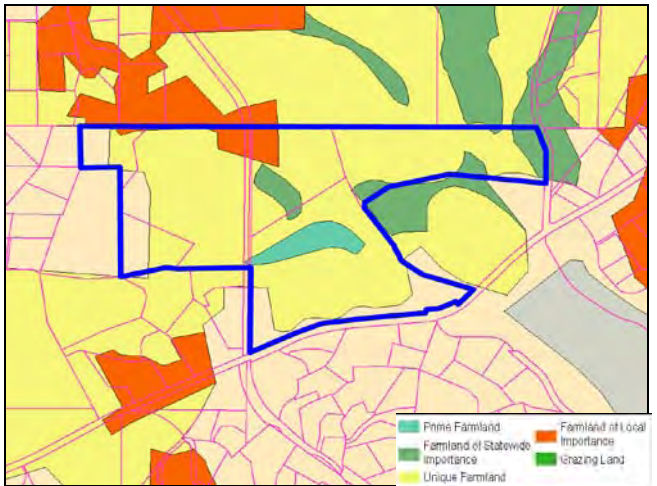 Prime Farmland
Farmland of Statewide
Importance
Unique Farmland
Farmland of Local
Importance
Grazing Land